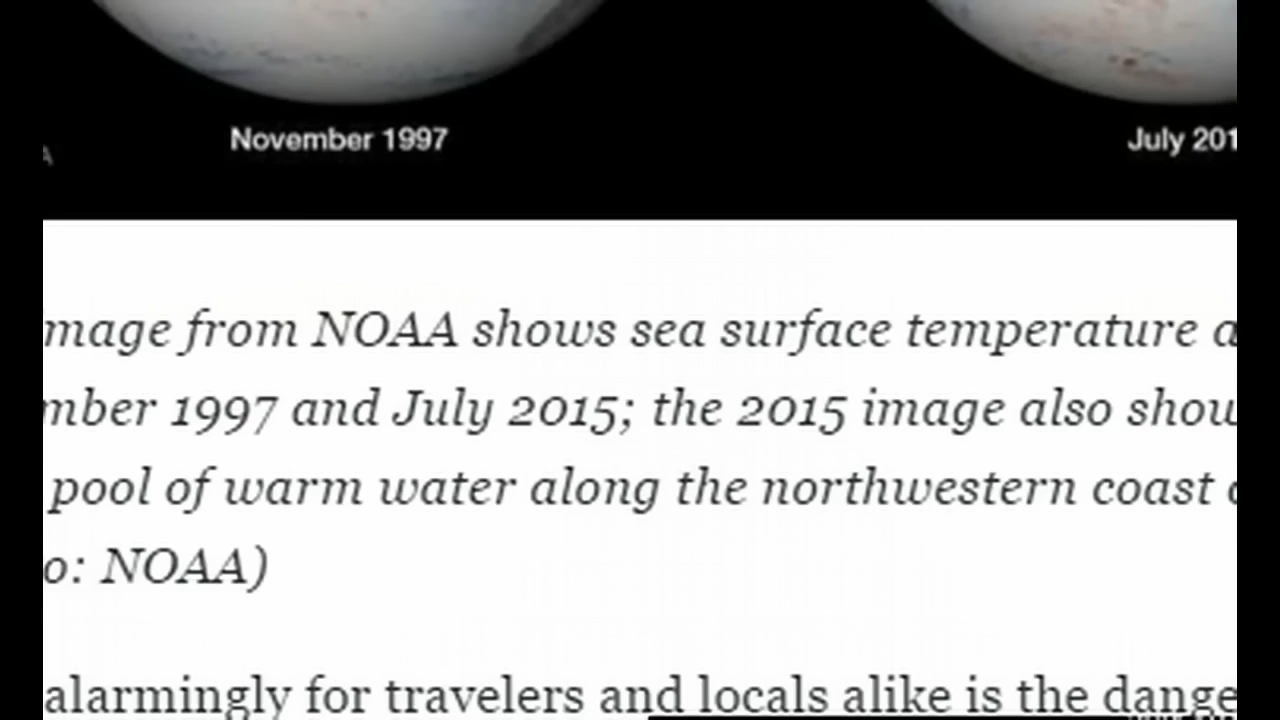 November 1997
July 201
A
mage from NOAA shows sea surface temperature a
mber 1997 and July 2015; the 2015 image also show
pool of warm water along the northwestern coast
o: NOAA)
alarmingly for travelers and locals alike is the dange